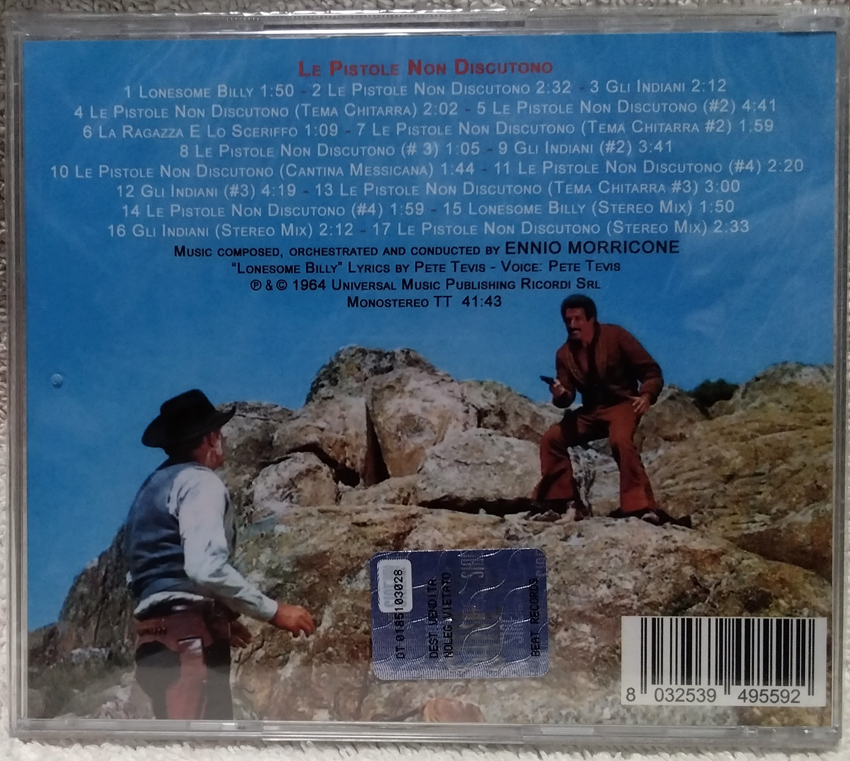 Le Pistole Non Discutono
1 Lonesome Billy 1:50 - 2 Le Pistole Non Discutono 2:32 - 3 Gli Indiani 2:12
4 Le Pistole Non Discutono (Tema Chitarra) 2:02 - 5 Le Pistole Non Discutono (#2) 4:41
6 La Ragazza E Lo Sceriffo 1:09 - 7 Le Pistole Non Discutono (Tema Chitarra #2) 1.59
8 Le Pistole Non Discutono (# 3) 1:05 - 9 Gli Indiani (#2) 3:41
10 Le Pistole Non Discutono (Cantina Messicana) 1:44 - 11 Le Pistole Non Discutono (#4) 2:20
12 Gli Indiani (#3) 4:19 - 13 Le Pistole Non Discutono (Tema Chitarra #3) 3:00
14 Le Pistole Non Discutono (#4) 1:59 - 15 Lonesome Billy (Stereo Mix) 1:50
16 Gli Indiani (Stereo Mix) 2:12 - 17 Le Pistole Non Discutono (Stereo Mix) 2:33
Music composed, orchestrated and conducted by ENNIO MORRICONE
"Lonesome Billy" Lyrics by Pete Tevis - Voice: Pete Tevis
℗ & © 1964 Universal Music Publishing Ricordi Srl
Monostereo TT 41:43
DT 0185103028
DEST.VENDITA
NOLEG.VIETATO
BEAT RECORDS
8 032539 495592